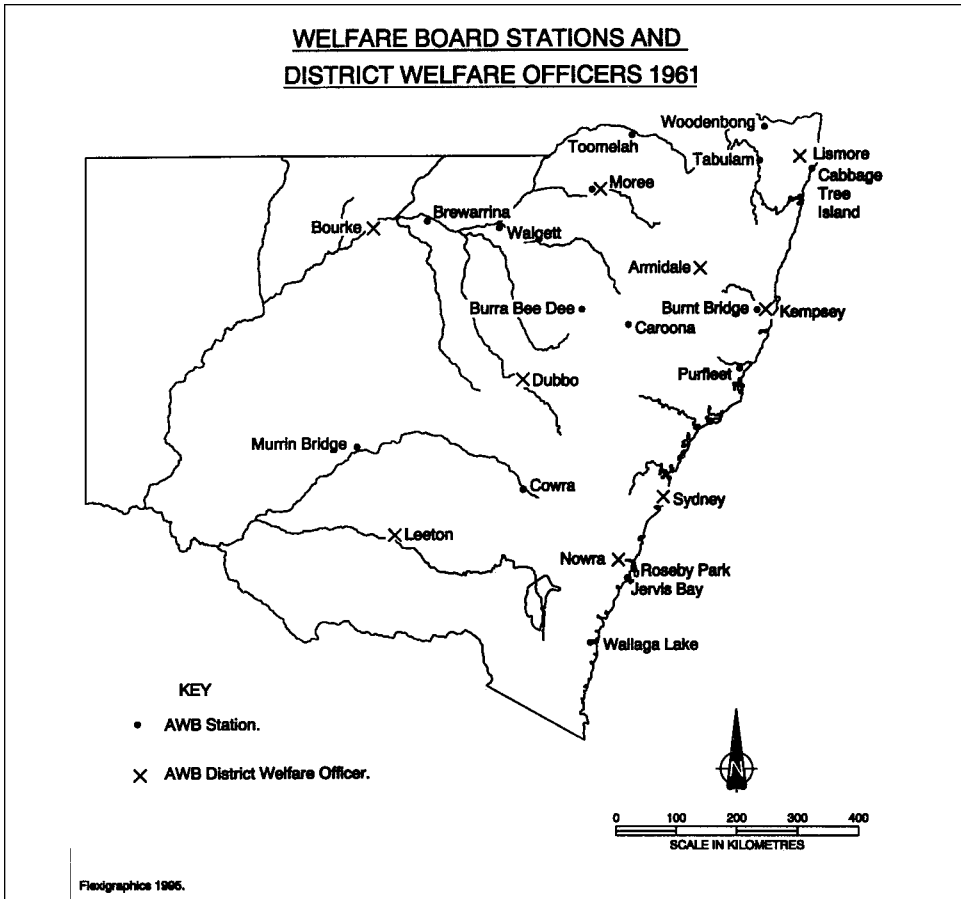 WELFARE BOARD STATIONS AND
DISTRICT WELFARE OFFICERS 1961
Woodenbong
Toomelah
Tabulam
Lismore
Cabbage
Tree
Island
Moree
Brewarrina
Bourke
Walgett
Armidale
Burra Bee Dee
Burnt Bridge
Kempsey
Caroona
Purfleet
Dubbo
Murrin Bridge
Cowra
Sydney
Leeton
Nowra
Roseby Park
Jervis Bay
Wallaga Lake
KEY
AWB Station.
AWB District Welfare Officer.
N
0 100 200 300 400
SCALE IN KILOMETRES
Flexigraphics 1995.